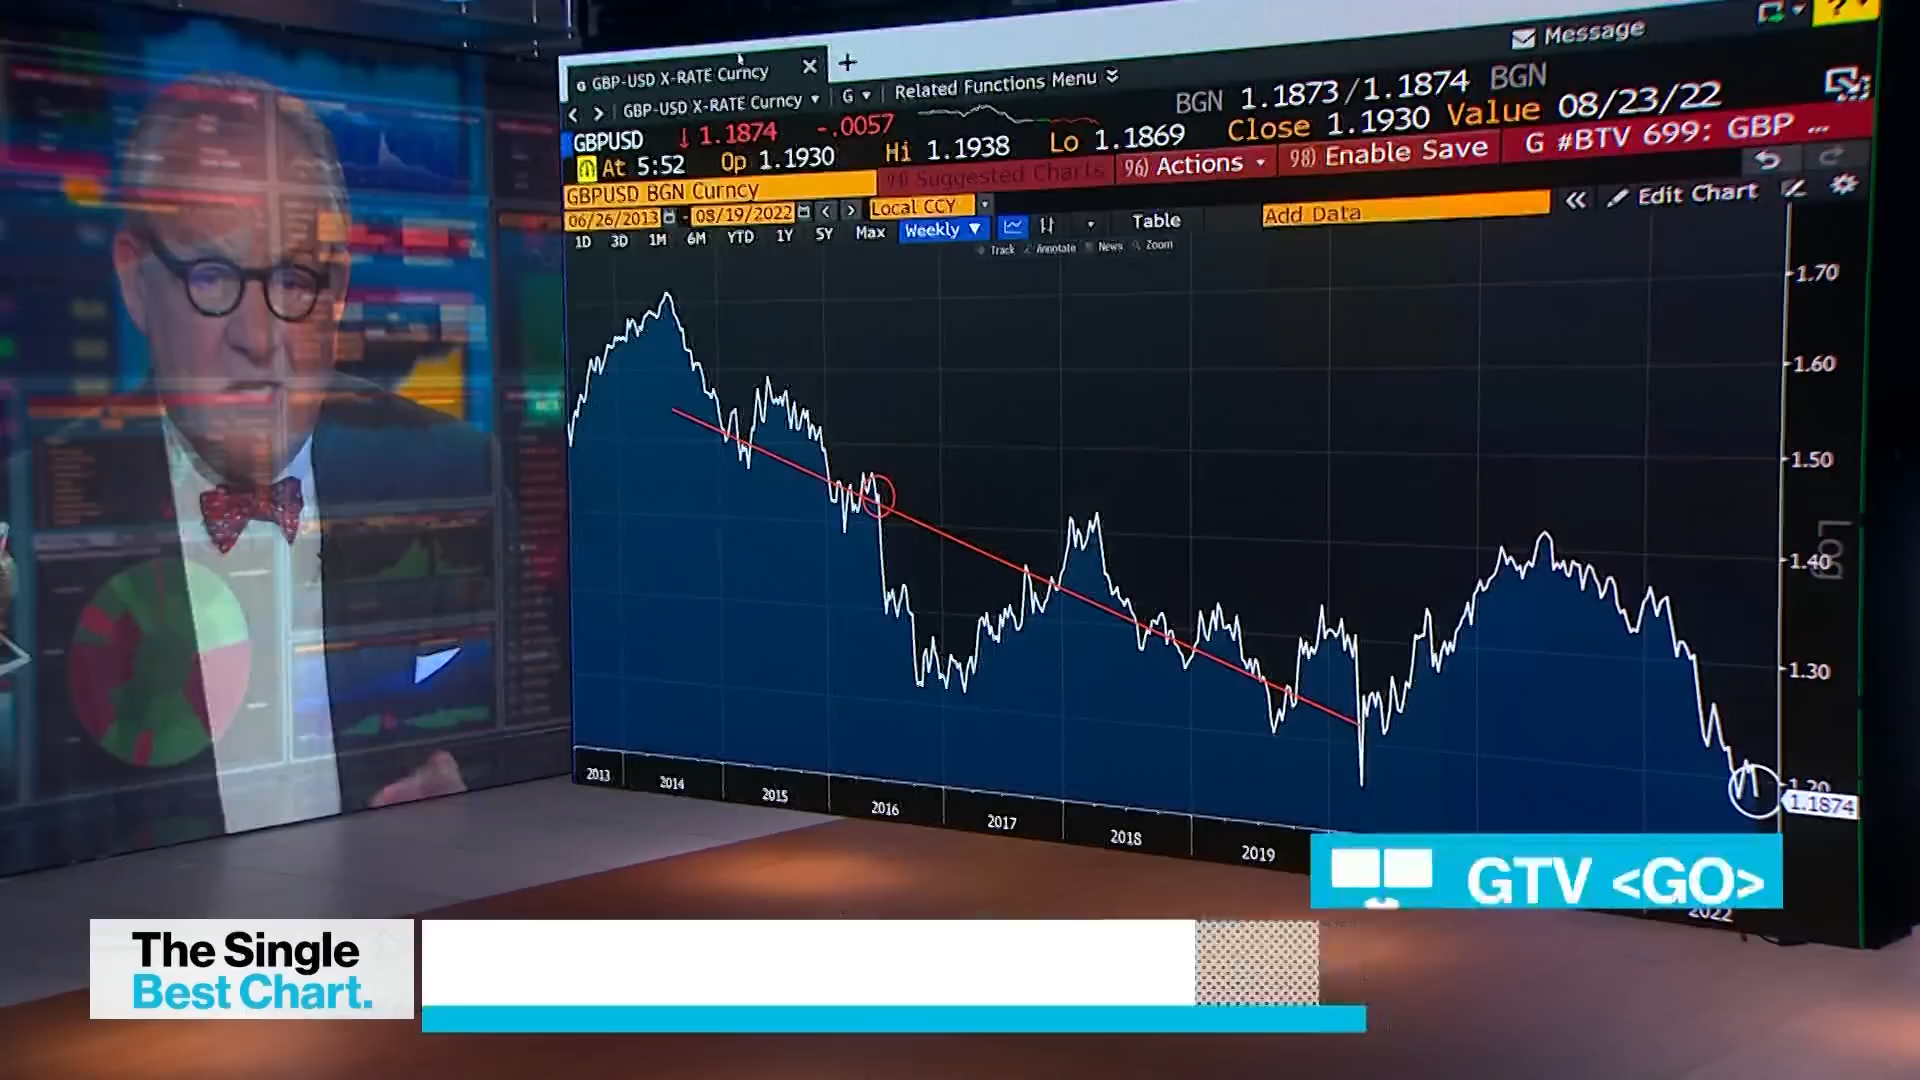 Message
G GBP-USD X-RATE Curncy
GBP-USD X-RATE Curncy
G
Related Functions Menu
BGN 1.1873/1.1874 BGN
GBPUSD
1.1874 -.0057
At 5:52 Op 1.1930 Hi 1.1938 Lo 1.1869 Close 1.1930 Value 08/23/22
GBPUSD BGN Curncy
Suggested Charts
96) Actions
98) Enable Save
G #BTV 699: GBP ...
06/26/2013 - 08/19/2022
Local CCY
Add Data
Edit Chart
1D 3D 1M 6M YTD 1Y 5Y Max Weekly
Table
Track Annotate News Zoom
1.70
1.60
1.50
1.40
1.30
1.20
1.1874
Log
2013 2014 2015 2016 2017 2018 2019 2022
GTV <GO>
The Single
Best Chart.